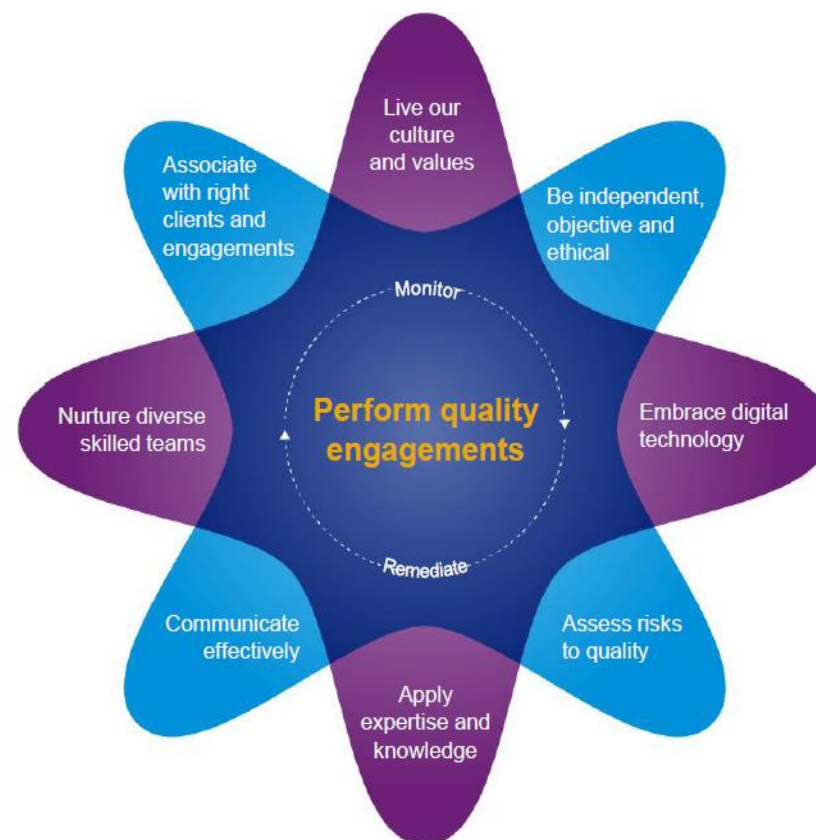 Live our
culture
and values
Be independent,
objective and
ethical
Embrace digital
technology
Assess risks
to quality
Apply
expertise and
knowledge
Communicate
effectively
Nurture diverse
skilled teams
Associate
with right
clients and
engagements
Monitor
Perform quality
engagements
Remediate